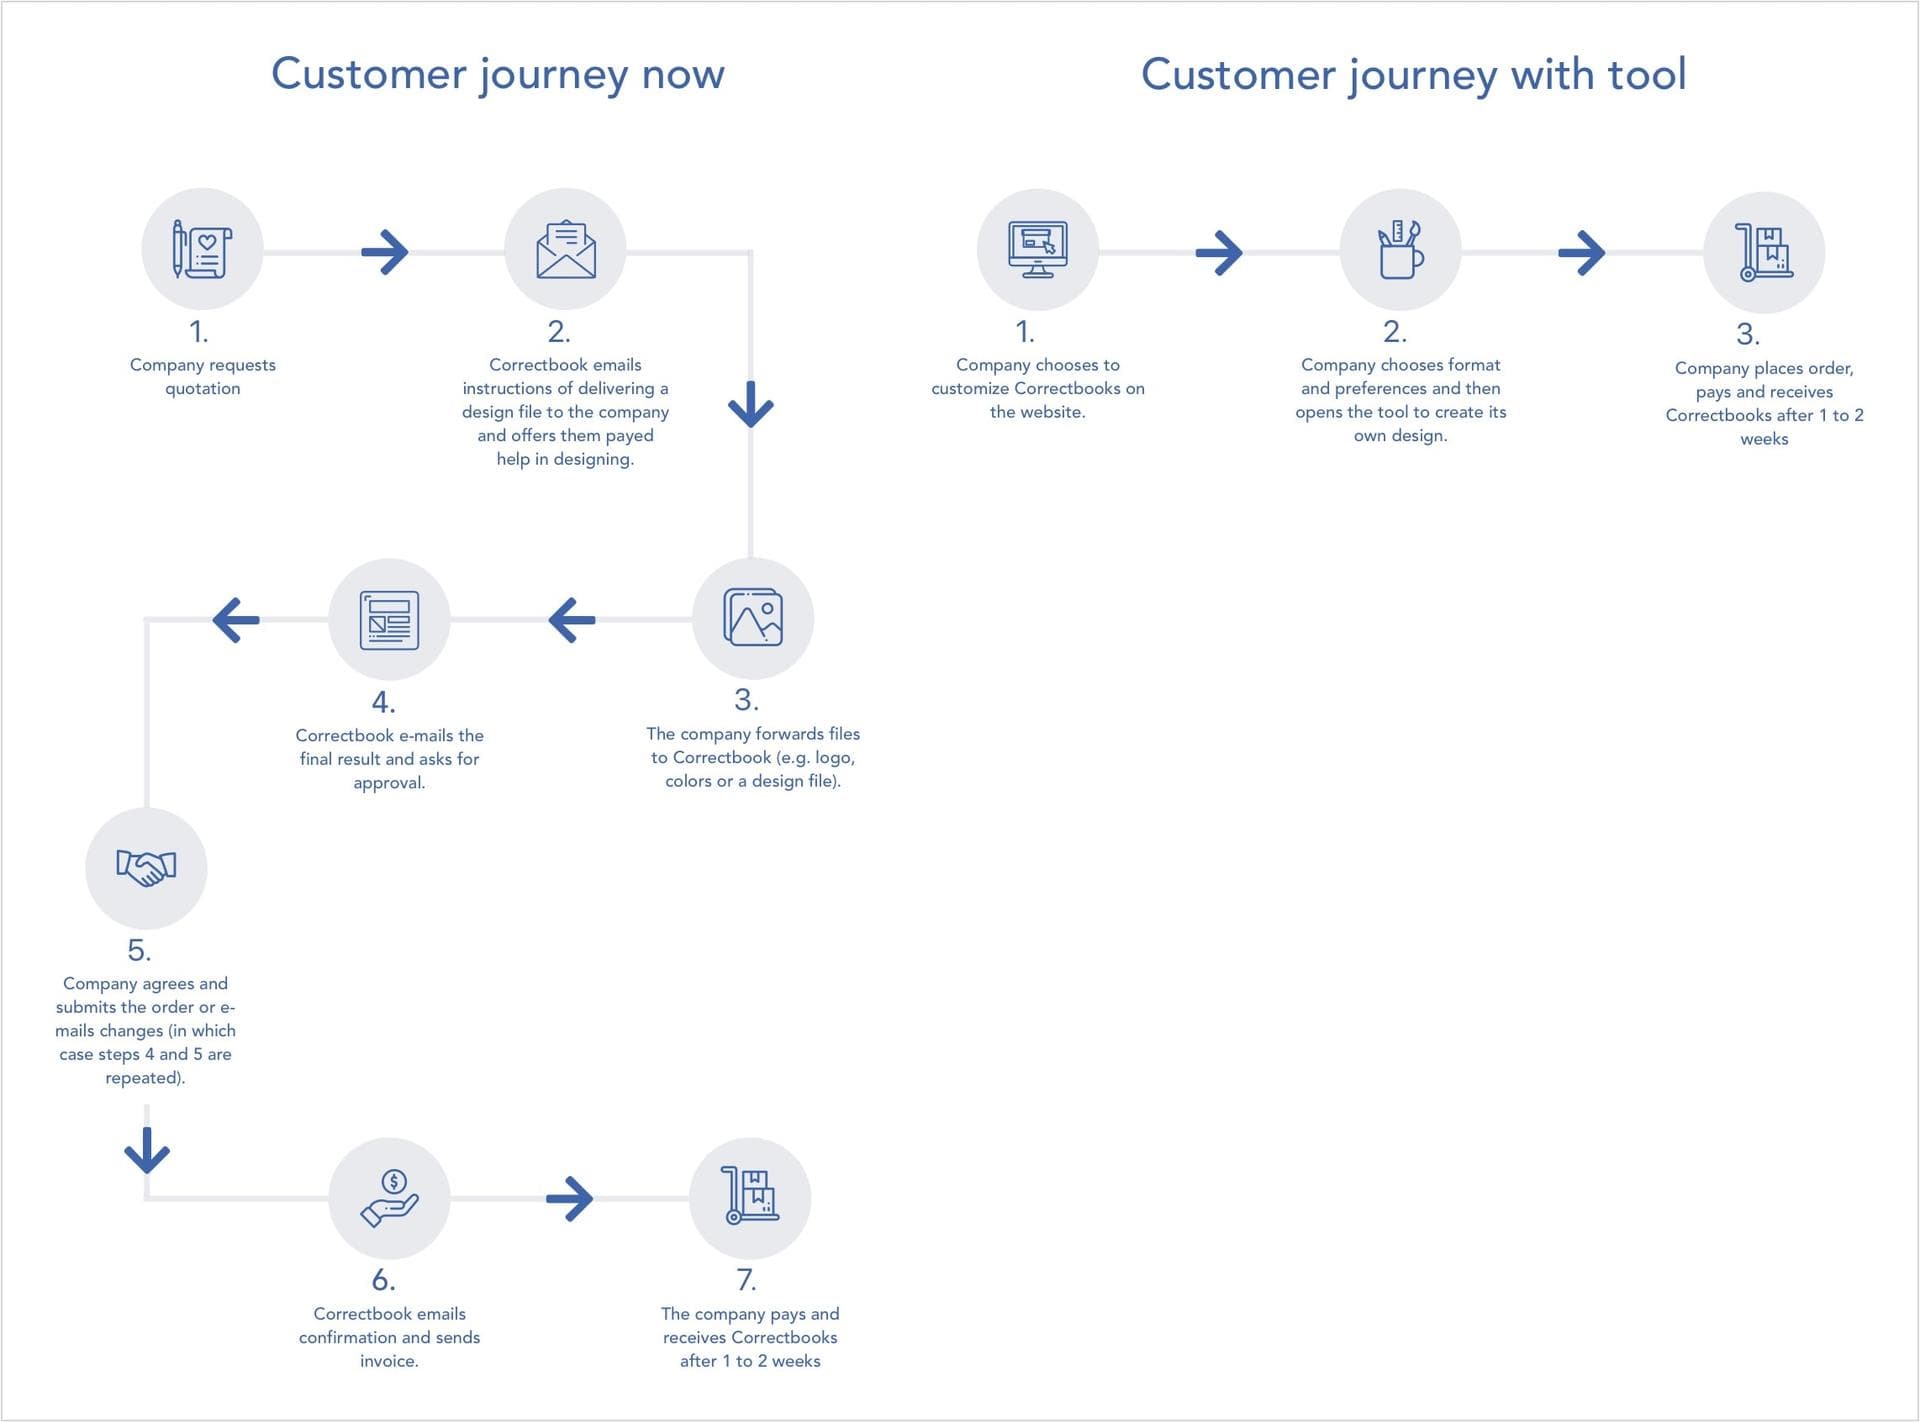 Customer journey now
1.
Company requests
quotation
2.
Correctbook emails
instructions of delivering a
design file to the company
and offers them payed
help in designing.
3.
The company forwards files
to Correctbook (e.g. logo,
colors or a design file).
4.
Correctbook e-mails the
final result and asks for
approval.
5.
Company agrees and
submits the order or e-
mails changes (in which
case steps 4 and 5 are
repeated).
6.
Correctbook emails
confirmation and sends
invoice.
7.
The company pays and
receives Correctbooks
after 1 to 2 weeks
Customer journey with tool
1.
Company chooses to
customize Correctbooks on
the website.
2.
Company chooses format
and preferences and then
opens the tool to create its
own design.
3.
Company places order,
pays and receives
Correctbooks after 1 to 2
weeks